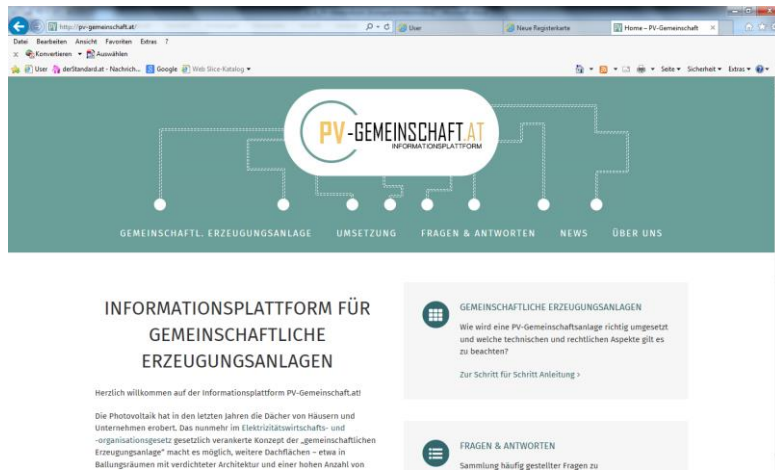 http://pv-gemeinschaft.at/
User
Neue Registerkarte
Home – PV-Gemeinschaft
Datei Bearbeiten Ansicht Favoriten Extras ?
x Konvertieren Auswählen
User derStandard.at - Nachrich... Google Web Slice-Katalog
Seite Sicherheit Extras
PV-GEMEINSCHAFT.AT
INFORMATIONSPLATTFORM
GEMEINSCHAFTL. ERZEUGUNGSANLAGE UMSETZUNG FRAGEN & ANTWORTEN NEWS ÜBER UNS
INFORMATIONSPLATTFORM FÜR
GEMEINSCHAFTLICHE
ERZEUGUNGSANLAGEN
Herzlich willkommen auf der Informationsplattform PV-Gemeinschaft.at!
Die Photovoltaik hat in den letzten Jahren die Dächer von Häusern und
Unternehmen erobert. Das nunmehr im Elektrizitätswirtschafts- und
-organisationsgesetz gesetzlich verankerte Konzept der „gemeinschaftlichen
Erzeugungsanlage" macht es möglich, weitere Dachflächen – etwa in
Ballungsräumen mit verdichteter Architektur und einer hohen Anzahl von
GEMEINSCHAFTLICHE ERZEUGUNGSANLAGEN
Wie wird eine PV-Gemeinschaftsanlage richtig umgesetzt
und welche technischen und rechtlichen Aspekte gilt es
zu beachten?
Zur Schritt für Schritt Anleitung >
FRAGEN & ANTWORTEN
Sammlung häufig gestellter Fragen zu